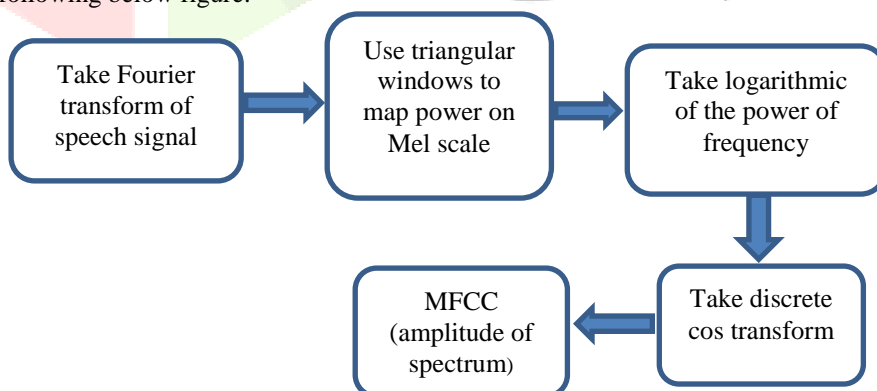 following below figure.
Take Fourier
transform of
speech signal
Use triangular
windows to
map power on
Mel scale
Take logarithmic
of the power of
frequency
Take discrete
cos transform
MFCC
(amplitude of
spectrum)